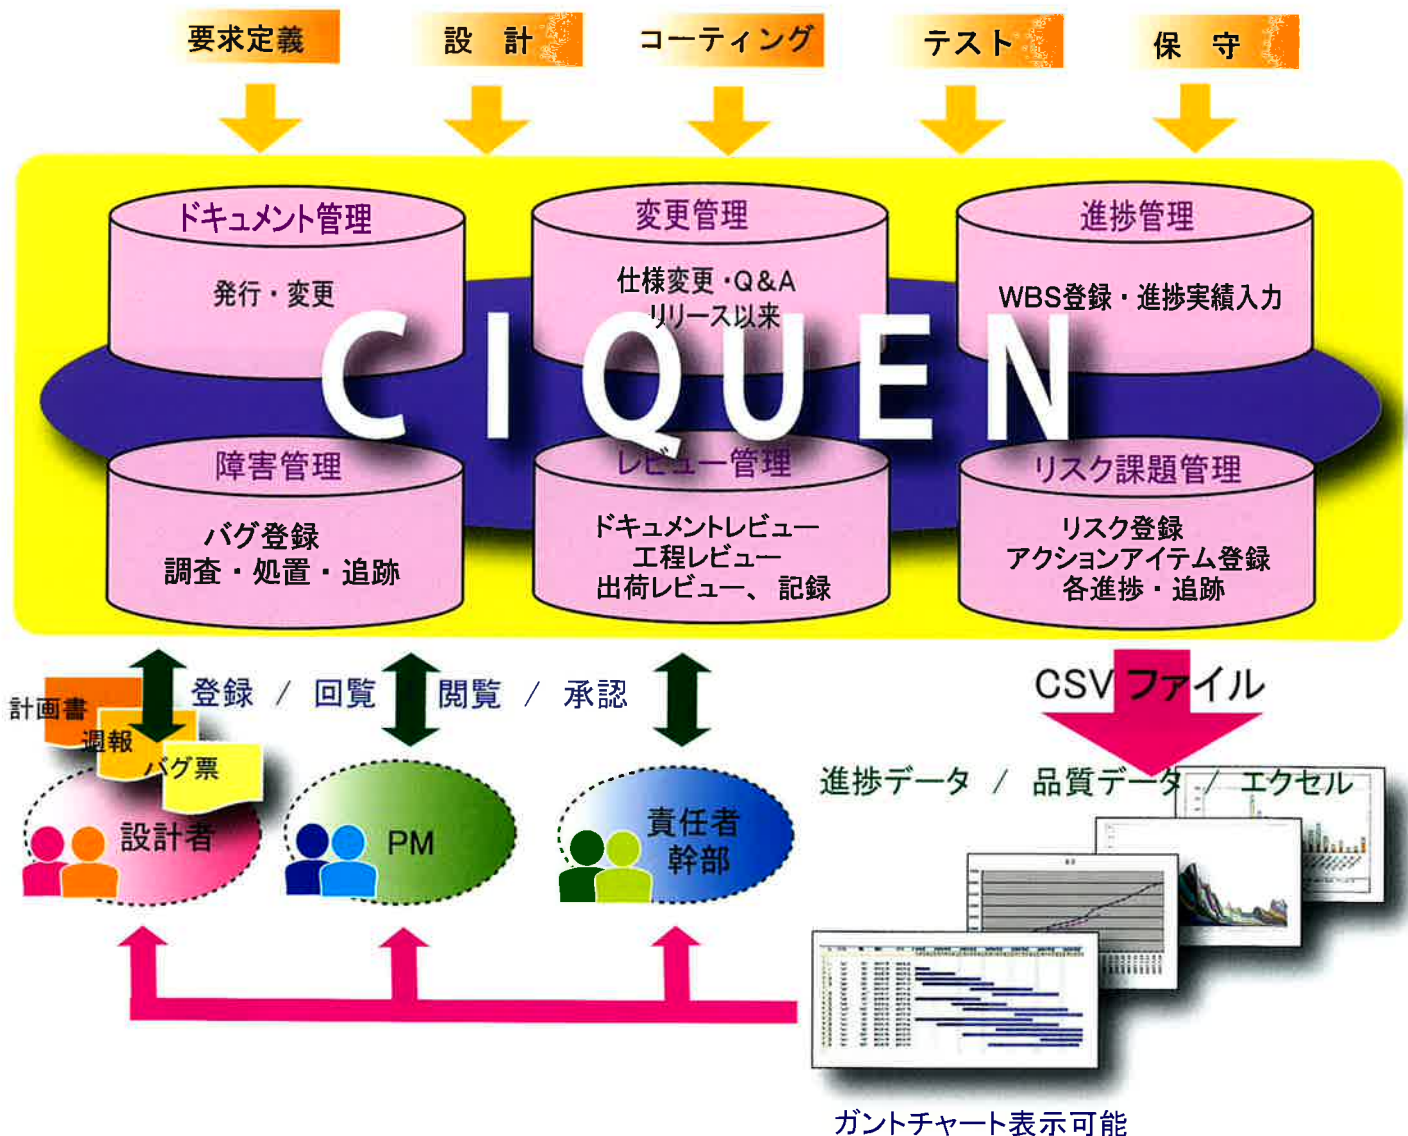 要求定義
設 計
コーティング
テスト
保 守
ドキュメント管理
発行・変更
変更管理
仕様変更・Q&A
リリース以来
進捗管理
WBS登録・進捗実績入力
CIQUEN
障害管理
バグ登録
調査・処置・追跡
レビュー管理
ドキュメントレビュー
工程レビュー
出荷レビュー、記録
リスク課題管理
リスク登録
アクションアイテム登録
各進捗・追跡
登録 / 回覧 閲覧 / 承認
計画書
週報
バグ票
設計者
PM
責任者
幹部
CSVファイル
進捗データ / 品質データ / エクセル
ガントチャート表示可能